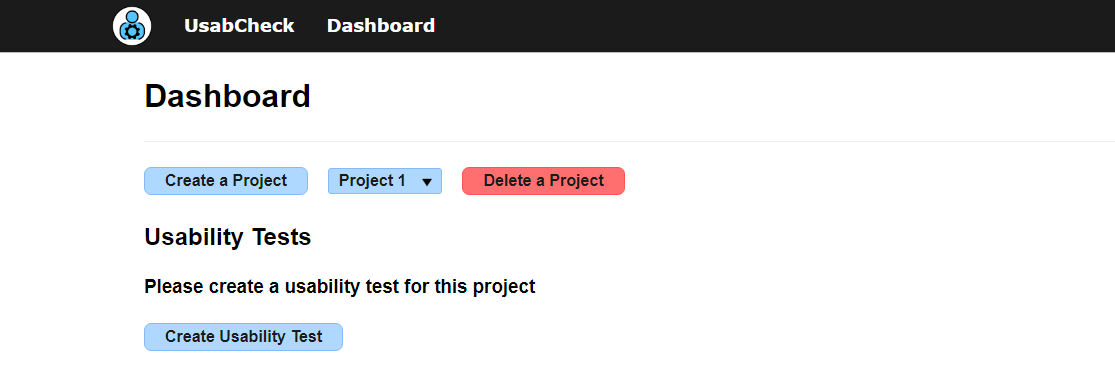 UsabCheck Dashboard
Dashboard
Create a Project Project 1 Delete a Project
Usability Tests
Please create a usability test for this project
Create Usability Test